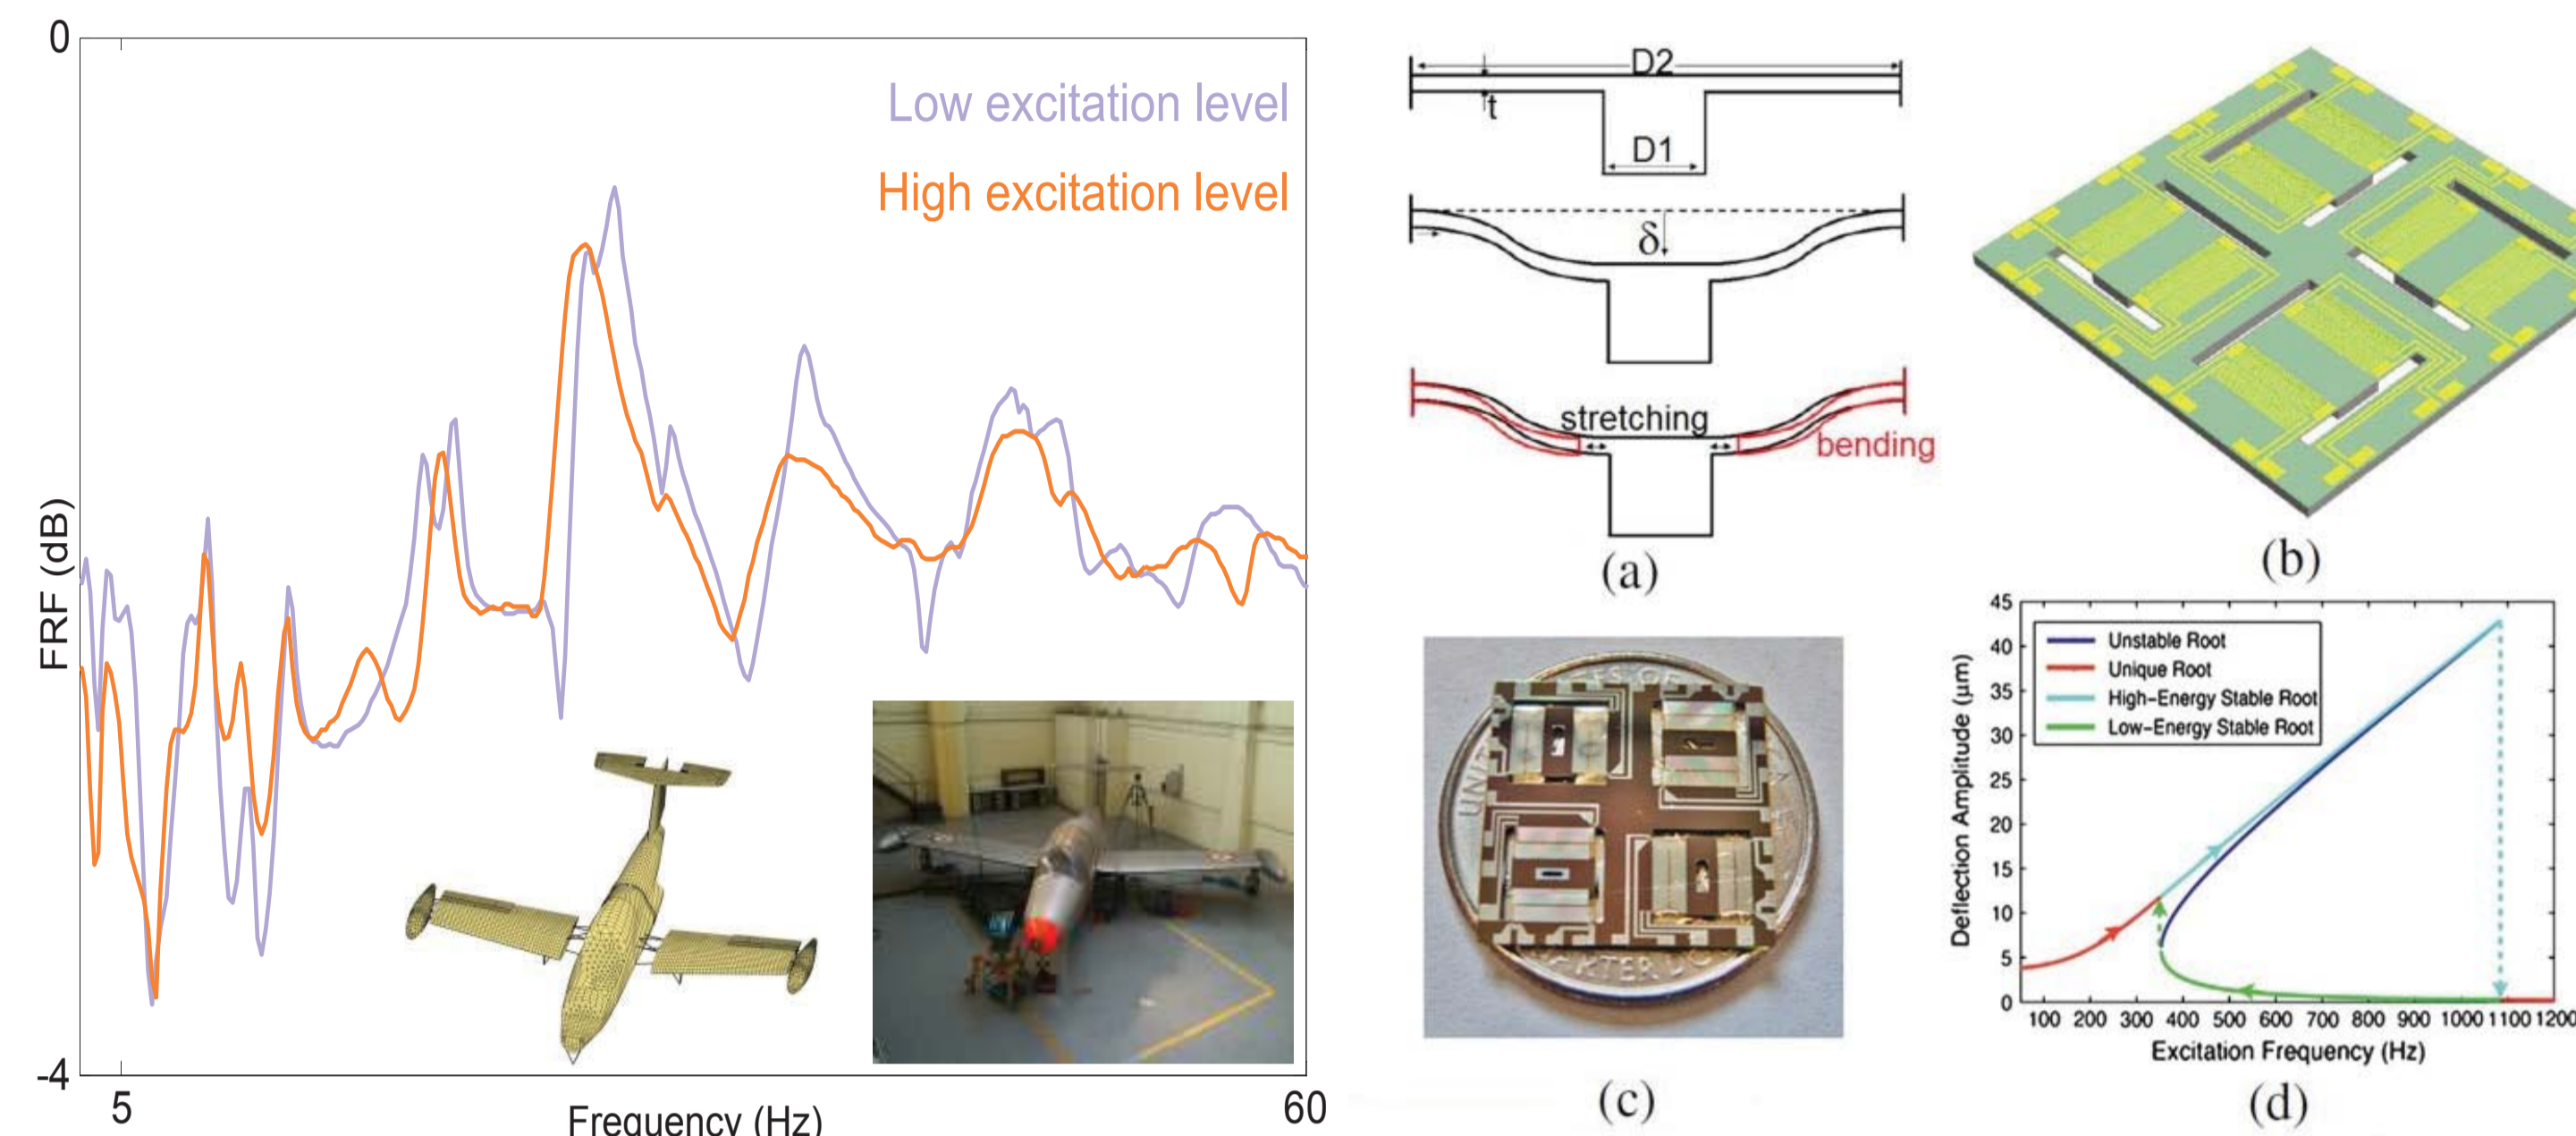 0
Low excitation level
High excitation level
FRF (dB)
-4
5
60
Frequency (Hz)
D2
t
D1
δ
stretching
bending
(a)
(b)
UNIT
(c)
45
40
35
30
25
20
15
10
5
0
Deflection Amplitude (μm)
Unstable Root
Unique Root
High-Energy Stable Root
Low-Energy Stable Root
100 200 300 400 500 600 700 800 900 1000 1100 1200
Excitation Frequency (Hz)
(d)